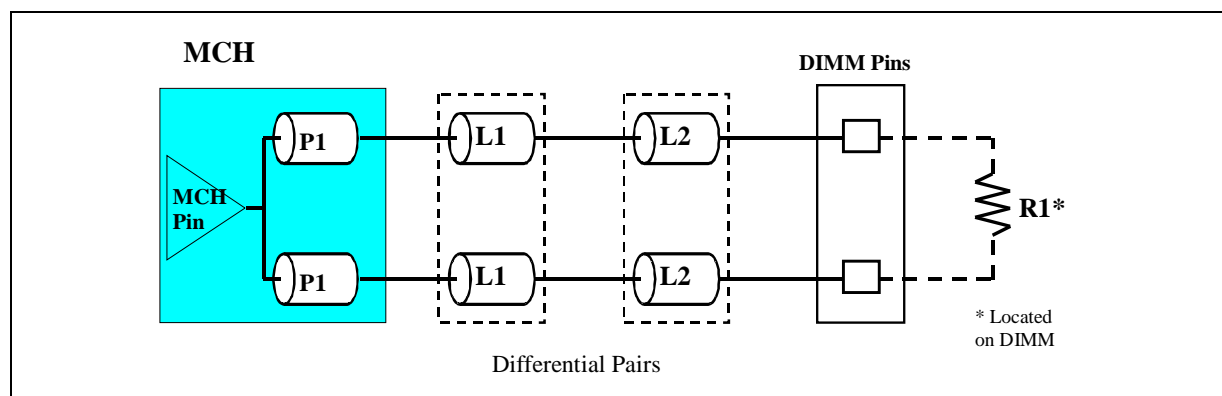 MCH
DIMM Pins
P1
L1
L2
MCH
Pin
R1*
P1
L1
L2
* Located
on DIMM
Differential Pairs